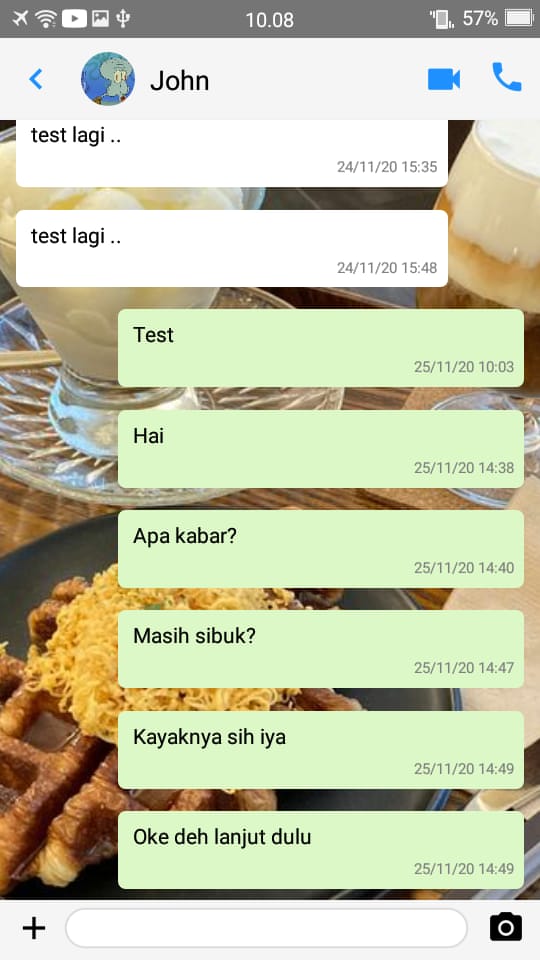 10.08
57%
John
test lagi ..
24/11/20 15:35
test lagi ..
24/11/20 15:48
Test
25/11/20 10:03
Hai
25/11/20 14:38
Apa kabar?
25/11/20 14:40
Masih sibuk?
25/11/20 14:47
Kayaknya sih iya
25/11/20 14:49
Oke deh lanjut dulu
25/11/20 14:49